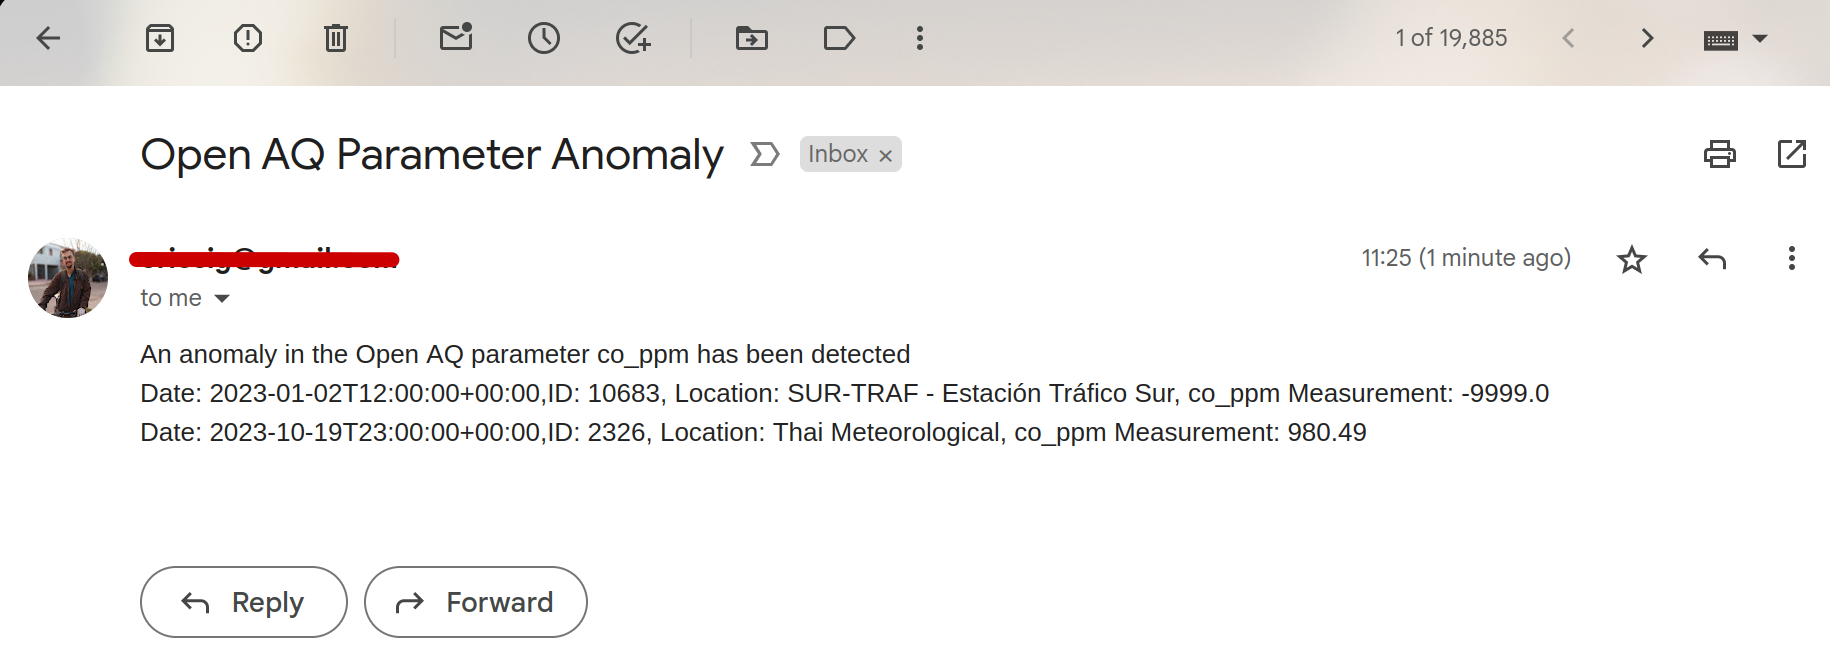 1 of 19,885
Open AQ Parameter Anomaly
Inbox ×
11:25 (1 minute ago)
to me
An anomaly in the Open AQ parameter co_ppm has been detected
Date: 2023-01-02T12:00:00+00:00,ID: 10683, Location: SUR-TRAF - Estación Tráfico Sur, co_ppm Measurement: -9999.0
Date: 2023-10-19T23:00:00+00:00,ID: 2326, Location: Thai Meteorological, co_ppm Measurement: 980.49
Reply
Forward